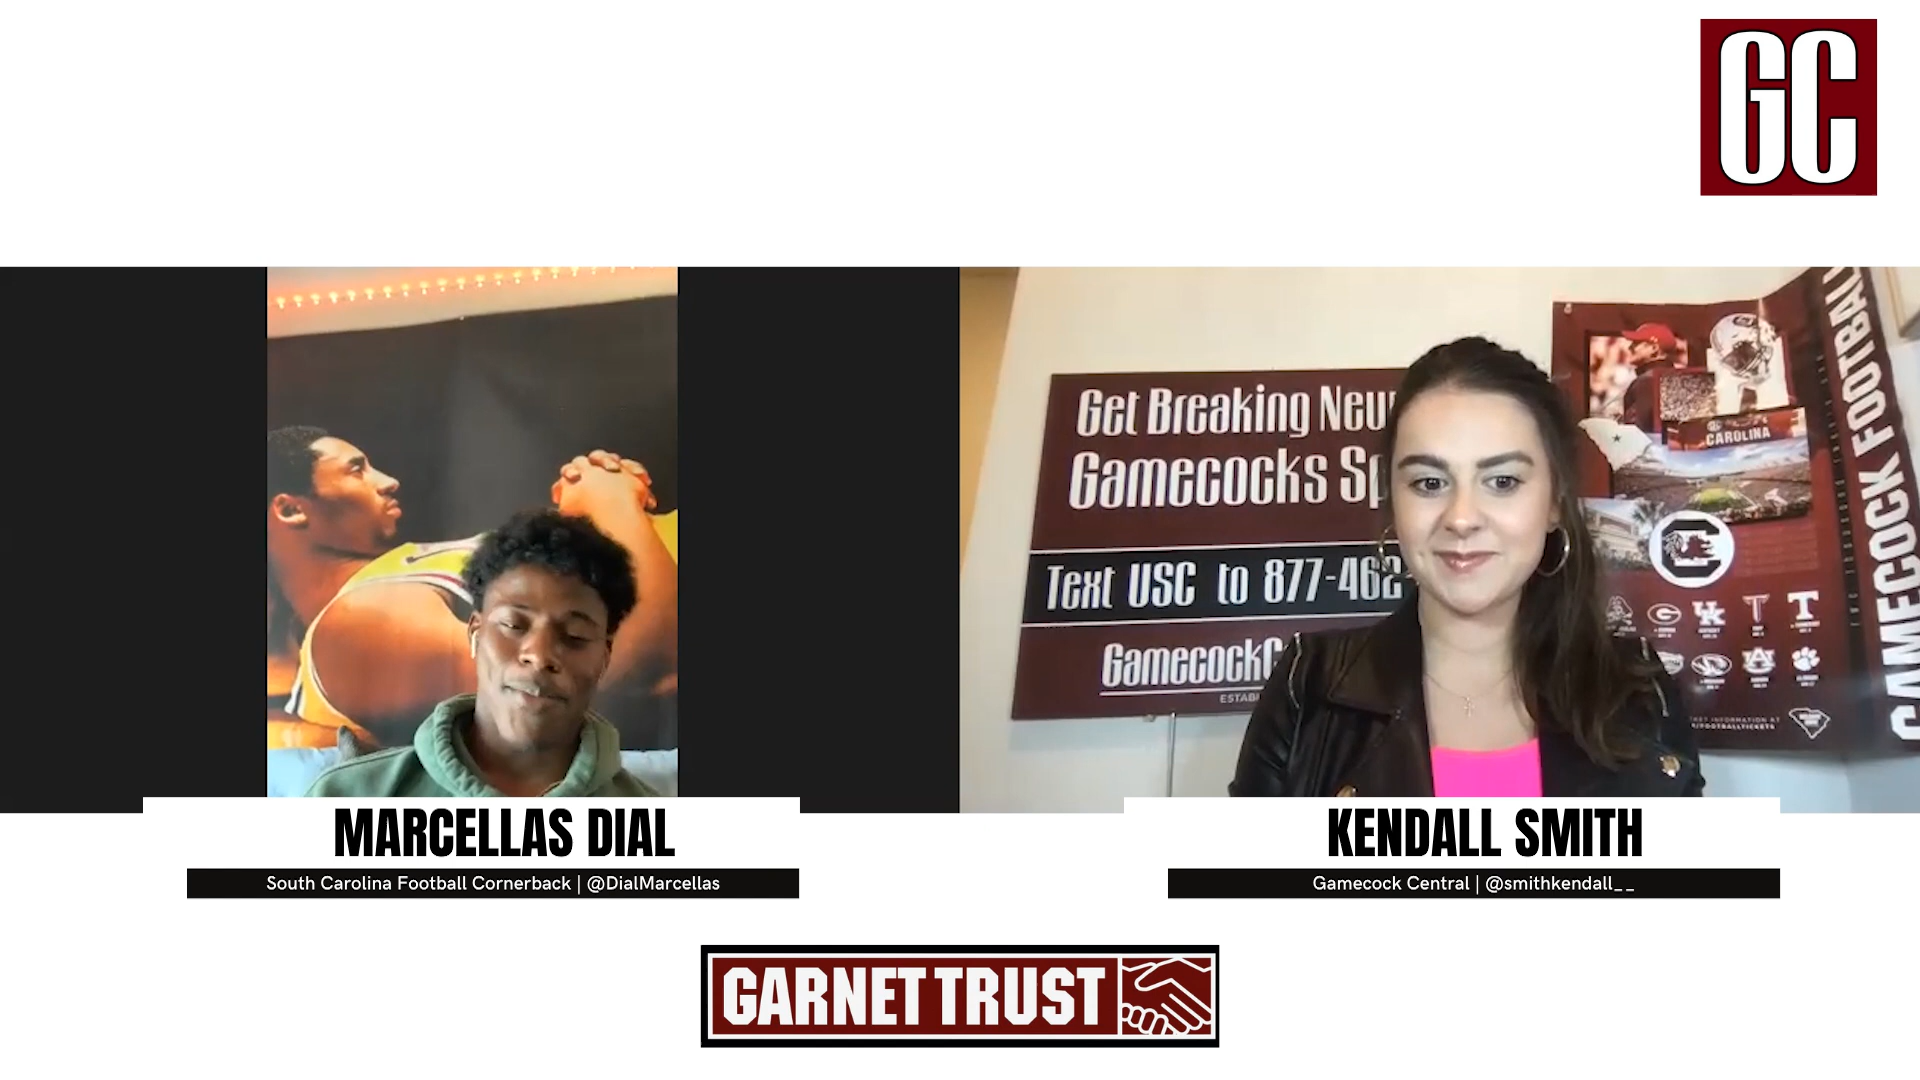 GC
Get Breaking New
Gamecocks Sp
Text USC to 877-462-
GamecockC
ESTAB
CAROLINA
GAMECOCK FOOTBALL
MARCELLAS DIAL
South Carolina Football Cornerback | @DialMarcellas
KENDALL SMITH
Gamecock Central | @smithkendall__
GARNET TRUST